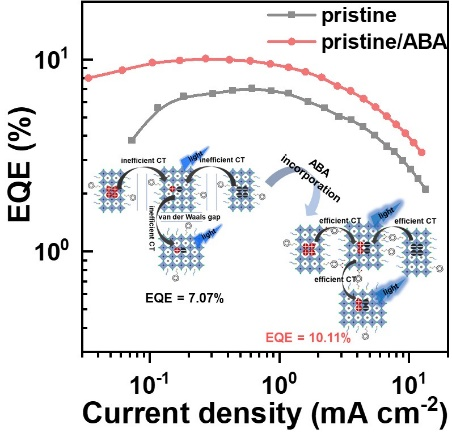 pristine
pristine/ABA
EQE (%)
10¹
10⁰
inefficient CT
light
inefficient CT
van der Waals gap
inefficient CT
light
ABA
incorporation
efficient CT
light
efficient CT
efficient CT
light
EQE = 7.07%
EQE = 10.11%
10⁻¹
10⁰
10¹
Current density (mA cm⁻²)